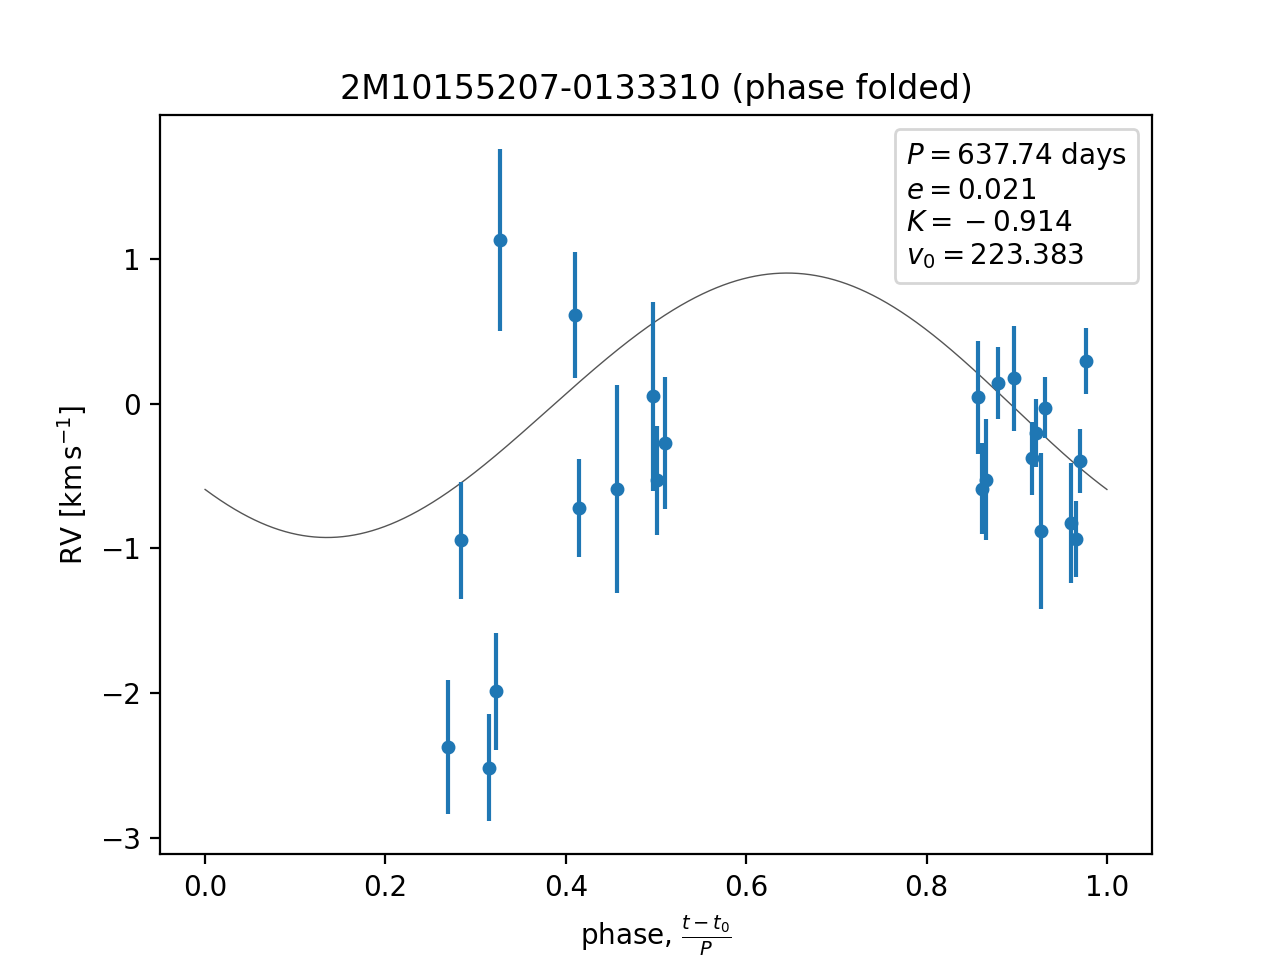 2M10155207-0133310 (phase folded)
P = 637.74 days
e = 0.021
K = −0.914
v₀ = 223.383
RV [km s⁻¹]
1
0
−1
−2
−3
0.0 0.2 0.4 0.6 0.8 1.0
phase, (t − t₀)/P